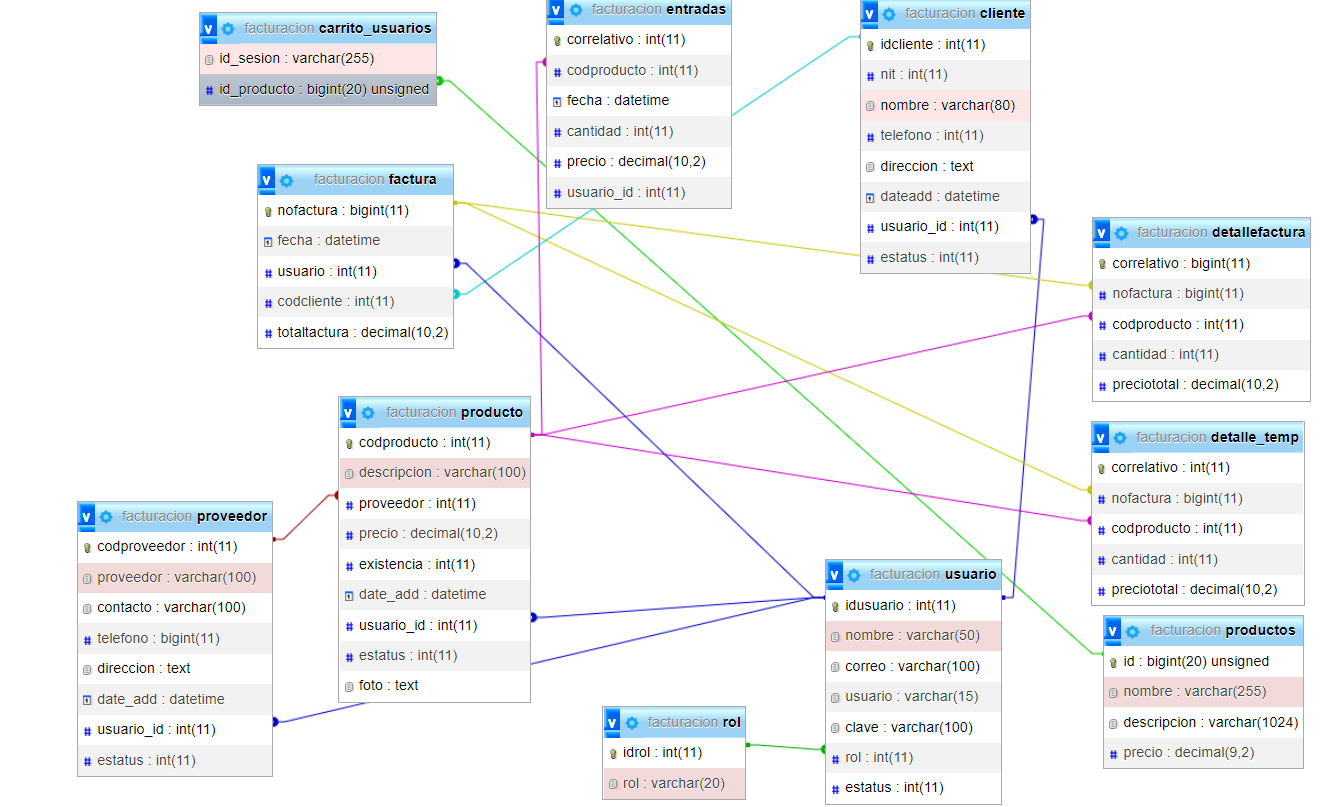 facturacion carrito_usuarios
id_sesion : varchar(255)
id_producto : bigint(20) unsigned
facturacion entradas
correlativo : int(11)
codproducto : int(11)
fecha : datetime
cantidad : int(11)
precio : decimal(10,2)
usuario_id : int(11)
facturacion cliente
idcliente : int(11)
nit : int(11)
nombre : varchar(80)
telefono : int(11)
direccion : text
dateadd : datetime
usuario_id : int(11)
estatus : int(11)
facturacion factura
nofactura : bigint(11)
fecha : datetime
usuario : int(11)
codcliente : int(11)
totaltactura : decimal(10,2)
facturacion detallefactura
correlativo : bigint(11)
nofactura : bigint(11)
codproducto : int(11)
cantidad : int(11)
preciototal : decimal(10,2)
facturacion producto
codproducto : int(11)
descripcion : varchar(100)
proveedor : int(11)
precio : decimal(10,2)
existencia : int(11)
date_add : datetime
usuario_id : int(11)
estatus : int(11)
foto : text
facturacion detalle_temp
correlativo : int(11)
nofactura : bigint(11)
codproducto : int(11)
cantidad : int(11)
preciototal : decimal(10,2)
facturacion proveedor
codproveedor : int(11)
proveedor : varchar(100)
contacto : varchar(100)
telefono : bigint(11)
direccion : text
date_add : datetime
usuario_id : int(11)
estatus : int(11)
facturacion usuario
idusuario : int(11)
nombre : varchar(50)
correo : varchar(100)
usuario : varchar(15)
clave : varchar(100)
rol : int(11)
estatus : int(11)
facturacion productos
id : bigint(20) unsigned
nombre : varchar(255)
descripcion : varchar(1024)
precio : decimal(9,2)
facturacion rol
idrol : int(11)
rol : varchar(20)